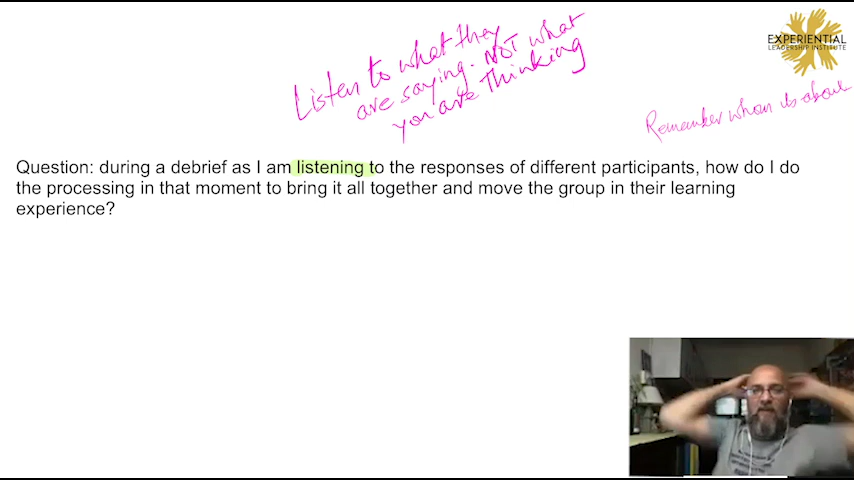 EXPERIENTIAL
LEADERSHIP INSTITUTE
Listen to what they
are saying. NOT what
you are thinking
Remember whom its about
Question: during a debrief as I am listening to the responses of different participants, how do I do
the processing in that moment to bring it all together and move the group in their learning
experience?